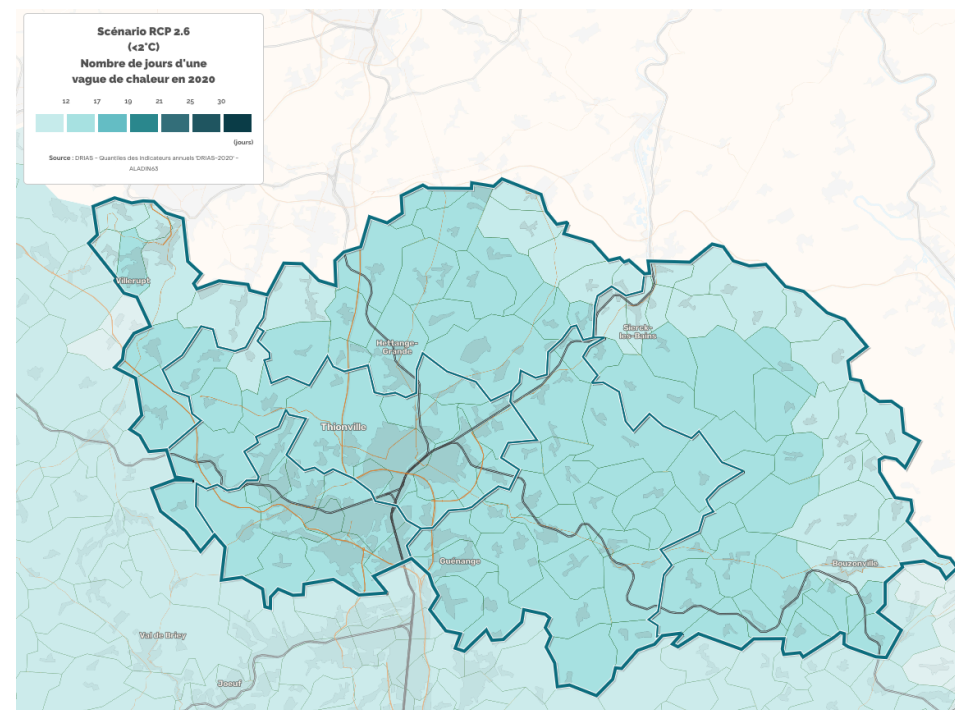 Scénario RCP 2.6
(<2°C)
Nombre de jours d'une
vague de chaleur en 2020
12 17 19 21 25 30
(jours)
Source : DRIAS - Quantiles des indicateurs annuels 'DRIAS-2020' -
ALADIN63
Villerupt
Sierck-
les-Bains
Hettange-
Grande
Thionville
Guénange
Bouzonville
Val de Briey
Joeuf